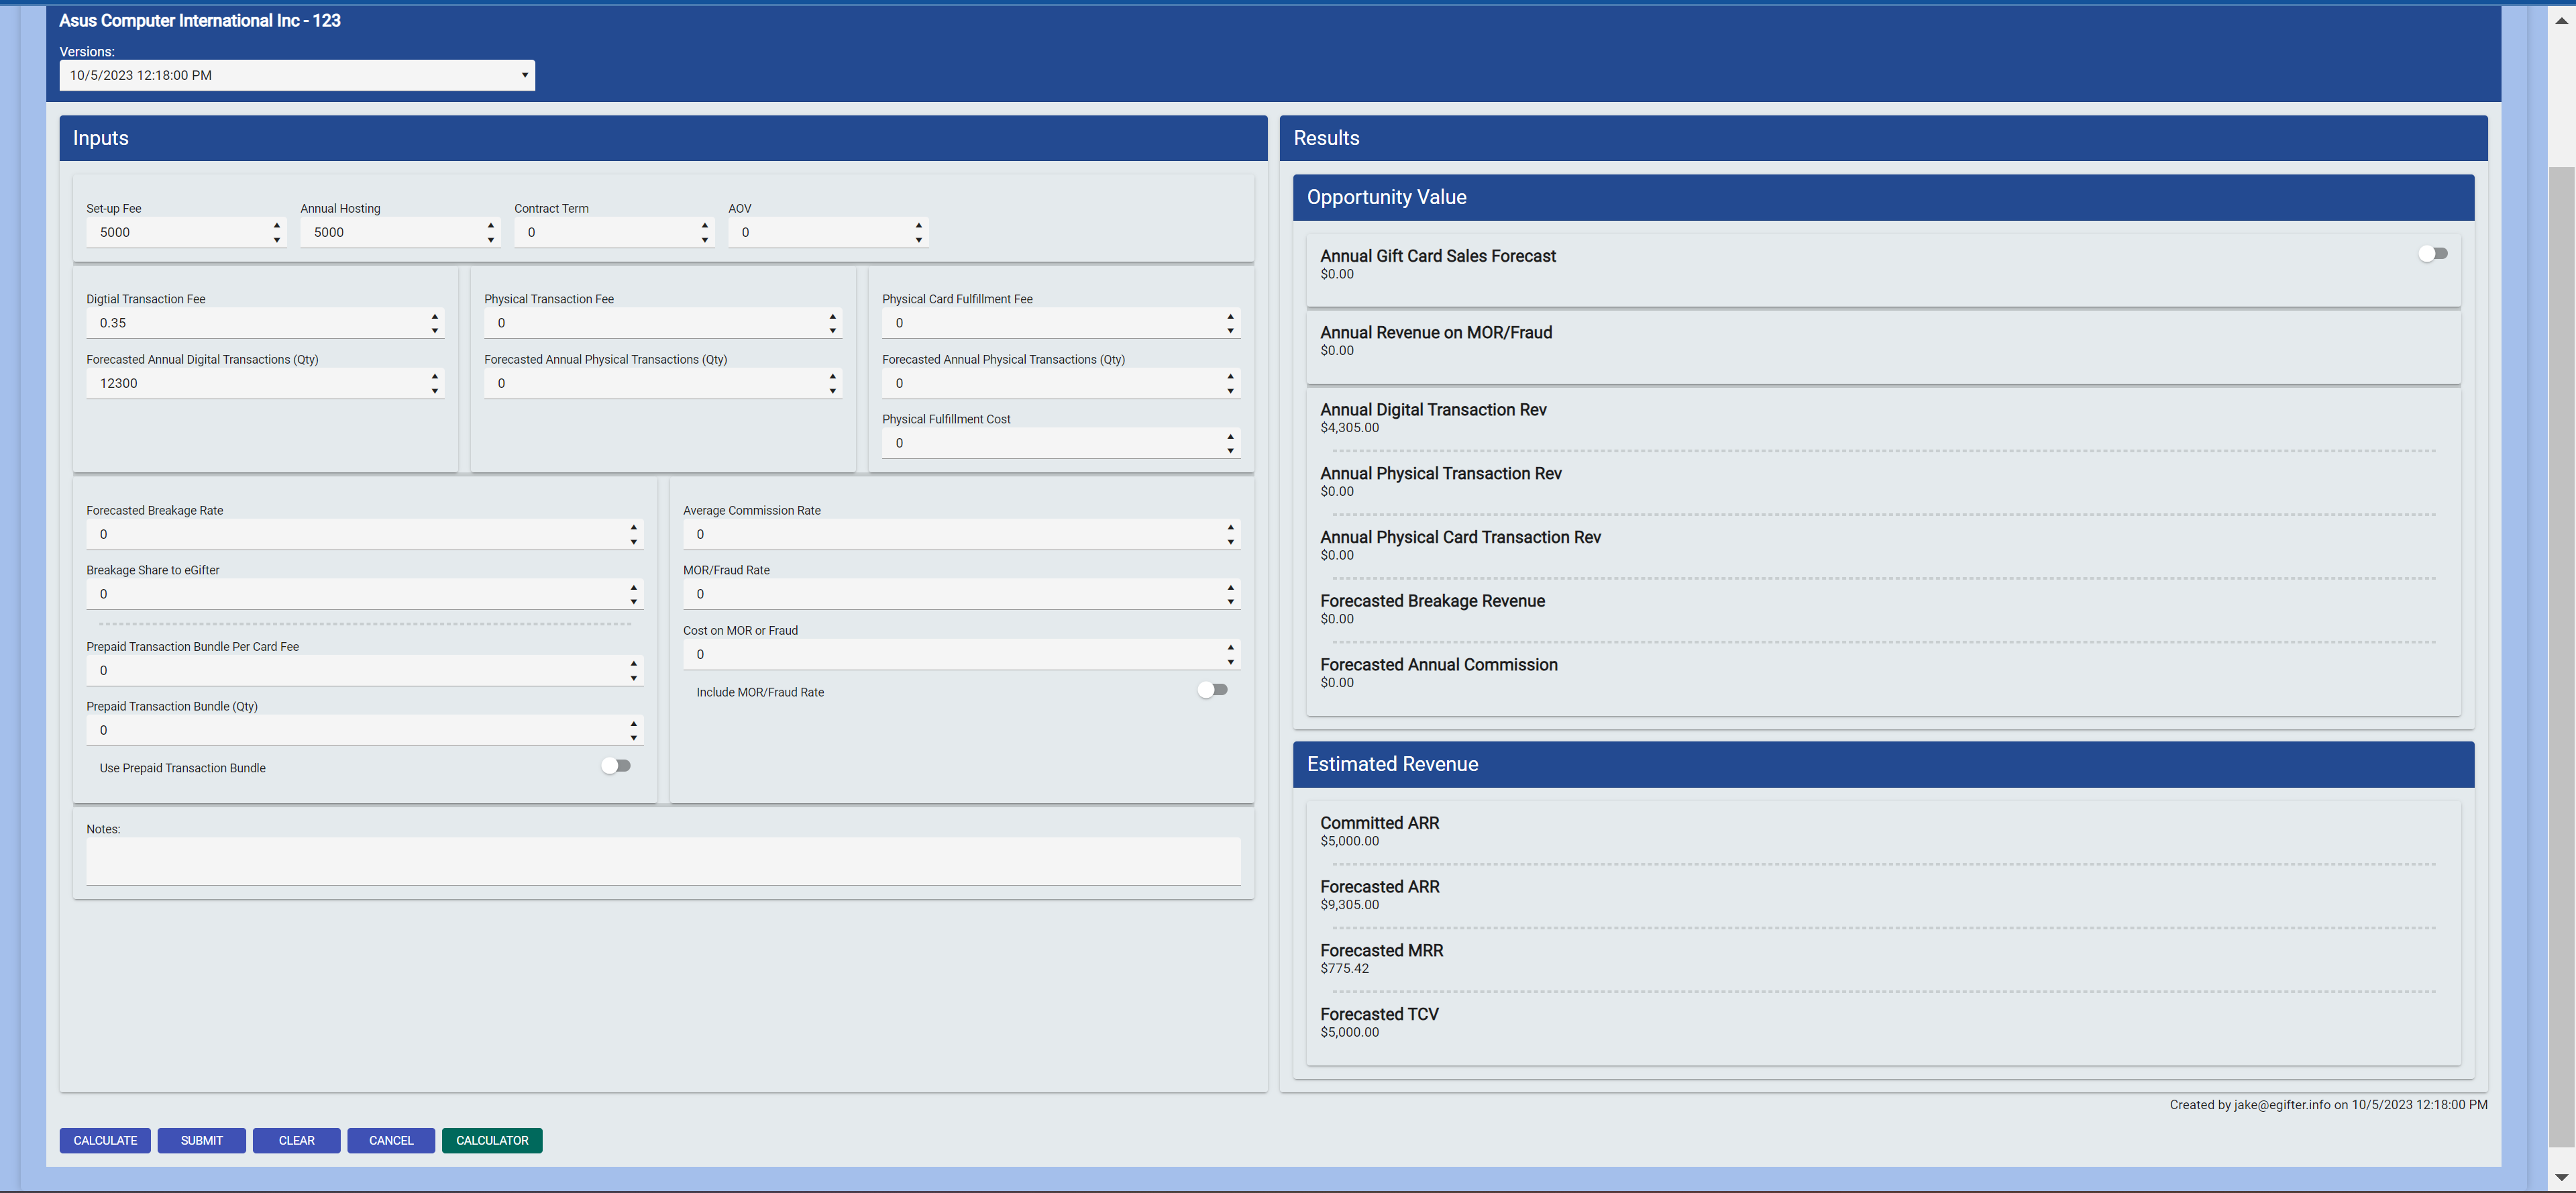 Asus Computer International Inc - 123
Versions:
10/5/2023 12:18:00 PM
Inputs
Set-up Fee
5000
Annual Hosting
5000
Contract Term
0
AOV
0
Digtial Transaction Fee
0.35
Forecasted Annual Digital Transactions (Qty)
12300
Physical Transaction Fee
0
Forecasted Annual Physical Transactions (Qty)
0
Physical Card Fulfillment Fee
0
Forecasted Annual Physical Transactions (Qty)
0
Physical Fulfillment Cost
0
Forecasted Breakage Rate
0
Breakage Share to eGifter
0
Prepaid Transaction Bundle Per Card Fee
0
Prepaid Transaction Bundle (Qty)
0
Use Prepaid Transaction Bundle
Average Commission Rate
0
MOR/Fraud Rate
0
Cost on MOR or Fraud
0
Include MOR/Fraud Rate
Notes:
Results
Opportunity Value
Annual Gift Card Sales Forecast
$0.00
Annual Revenue on MOR/Fraud
$0.00
Annual Digital Transaction Rev
$4,305.00
Annual Physical Transaction Rev
$0.00
Annual Physical Card Transaction Rev
$0.00
Forecasted Breakage Revenue
$0.00
Forecasted Annual Commission
$0.00
Estimated Revenue
Committed ARR
$5,000.00
Forecasted ARR
$9,305.00
Forecasted MRR
$775.42
Forecasted TCV
$5,000.00
Created by jake@egifter.info on 10/5/2023 12:18:00 PM
CALCULATE
SUBMIT
CLEAR
CANCEL
CALCULATOR